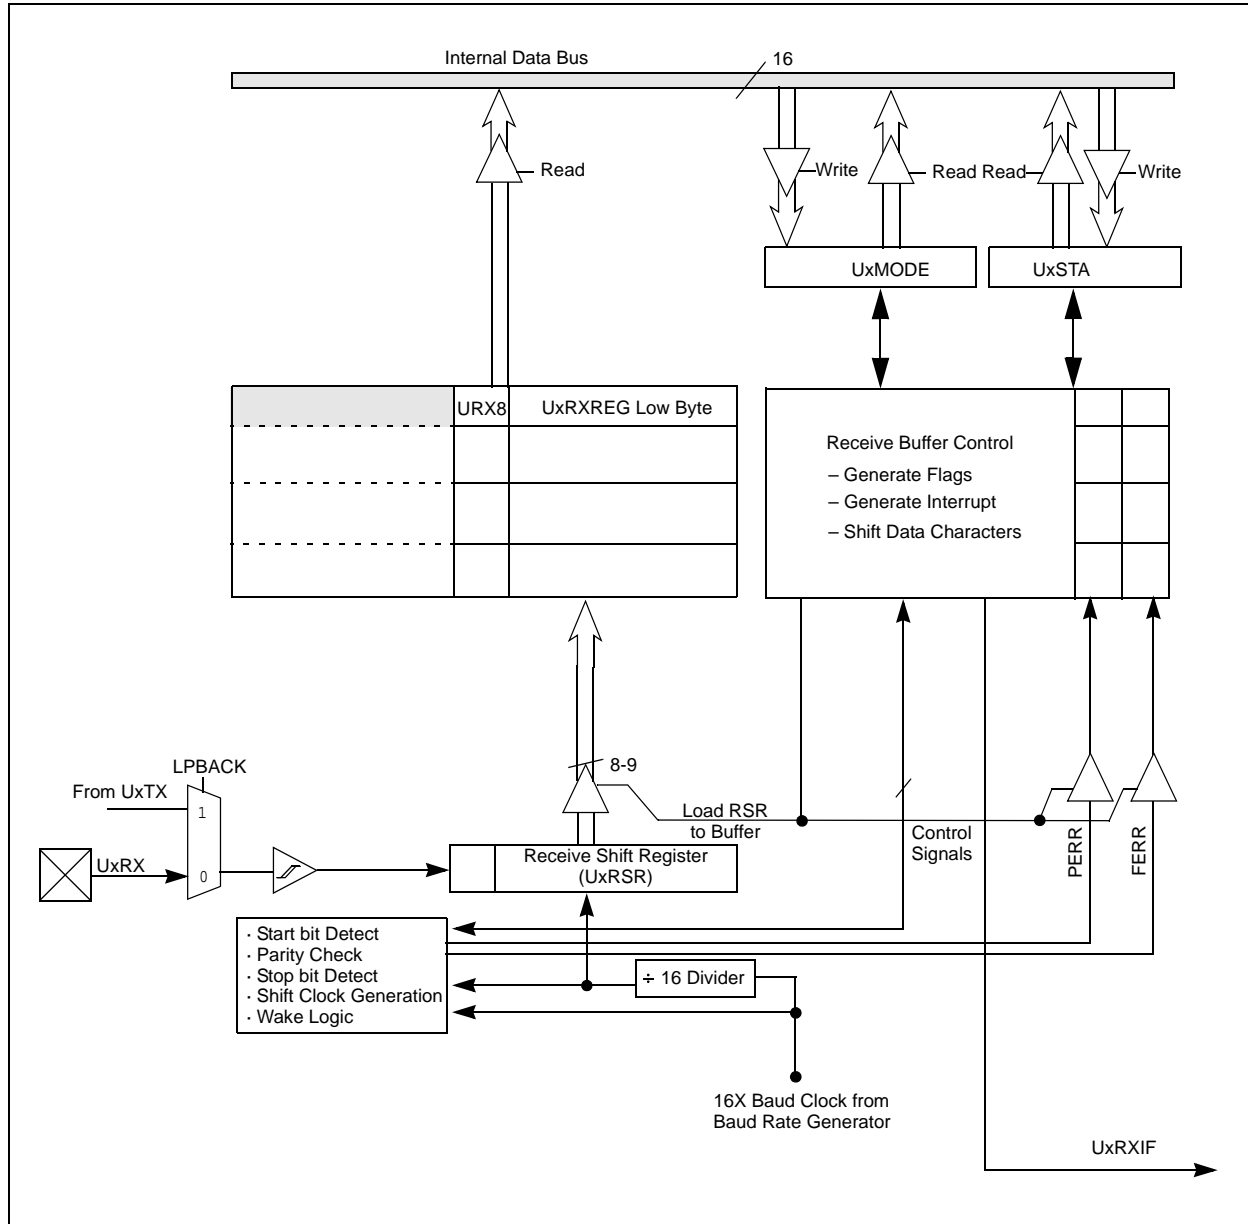 Internal Data Bus
16
Read
Write
Read Read
Write
UxMODE
UxSTA
URX8
UxRXREG Low Byte
Receive Buffer Control
– Generate Flags
– Generate Interrupt
– Shift Data Characters
LPBACK
From UxTX
1
UxRX
0
8-9
Load RSR
to Buffer
Control
Signals
PERR
FERR
Receive Shift Register
(UxRSR)
· Start bit Detect
· Parity Check
· Stop bit Detect
· Shift Clock Generation
· Wake Logic
÷ 16 Divider
16X Baud Clock from
Baud Rate Generator
UxRXIF